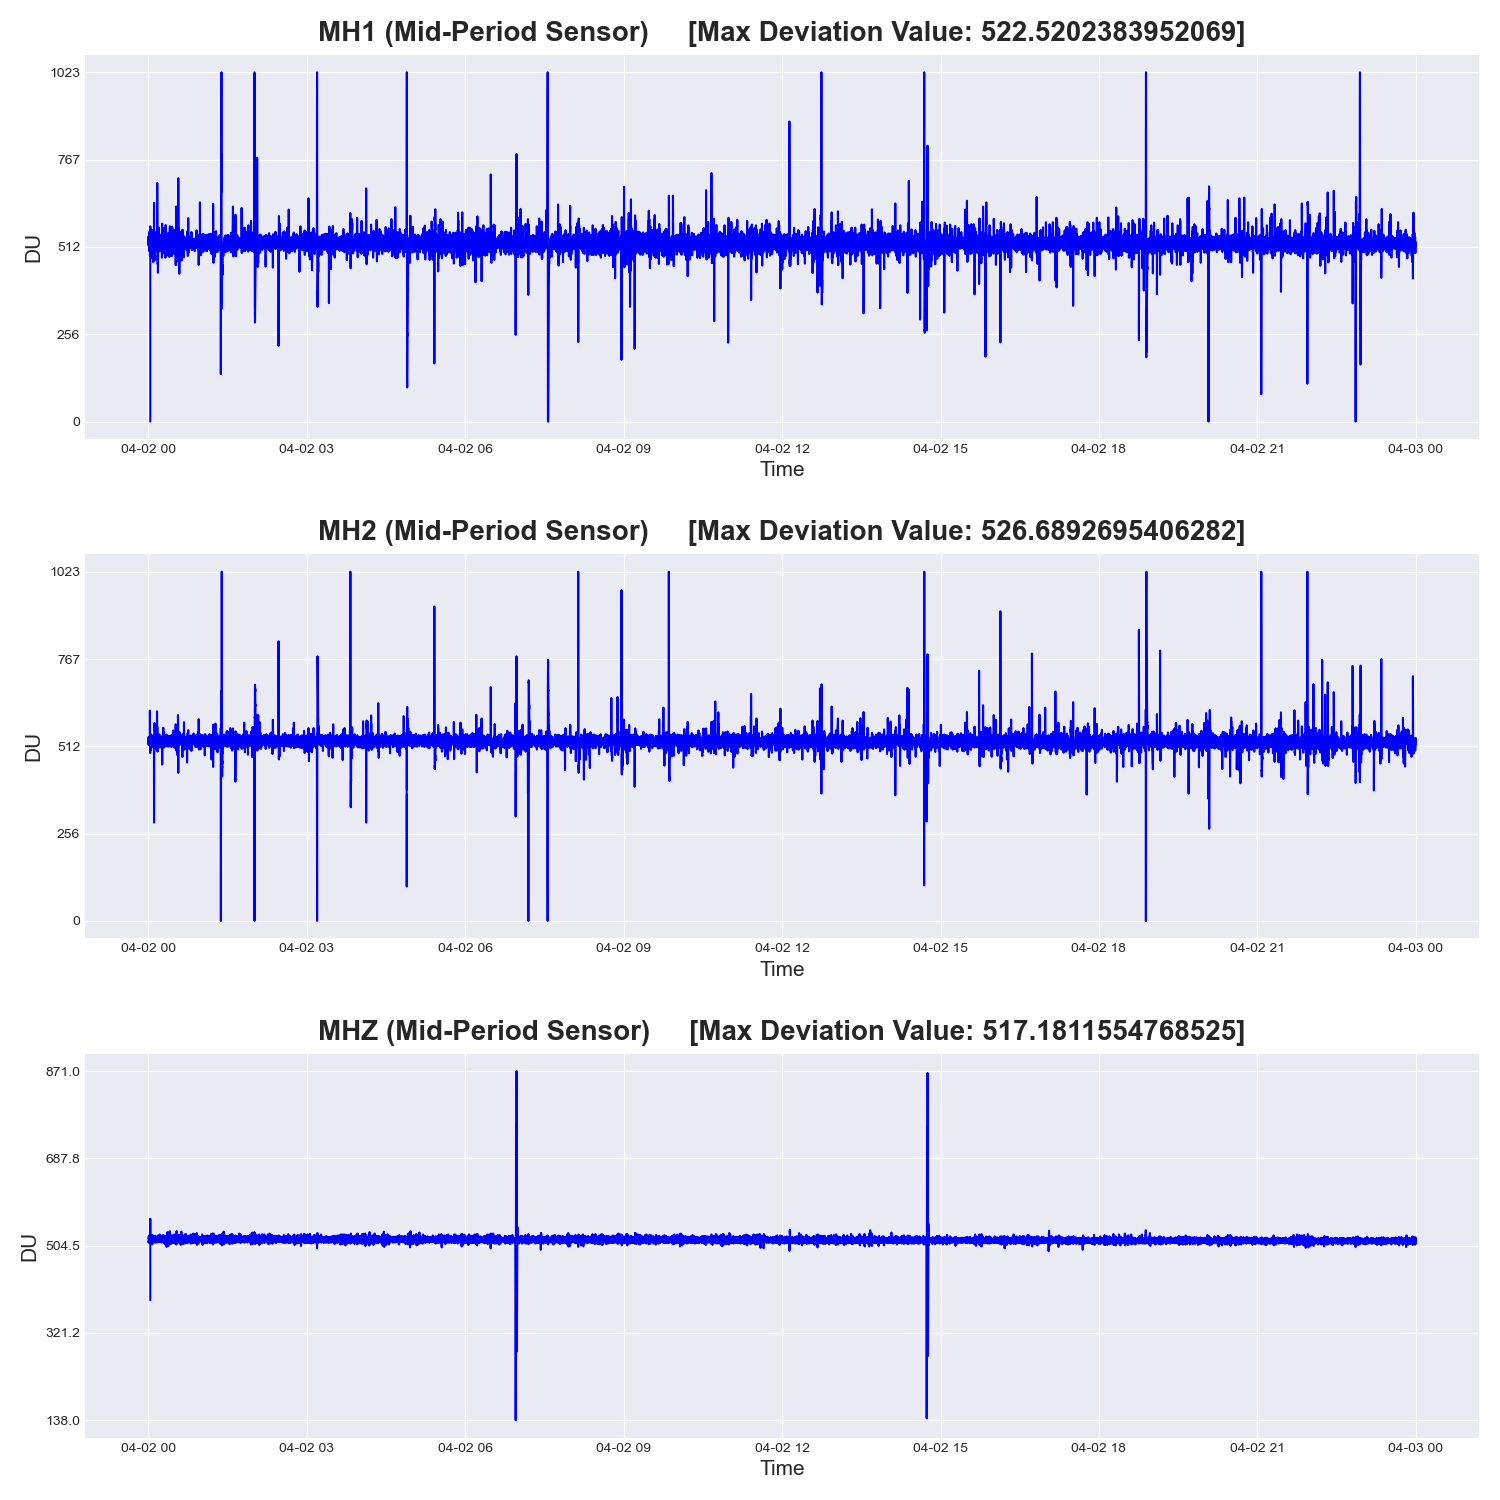 MH1 (Mid-Period Sensor) [Max Deviation Value: 522.5202383952069]
1023
767
512
256
0
DU
04-02 00 04-02 03 04-02 06 04-02 09 04-02 12 04-02 15 04-02 18 04-02 21 04-03 00
Time
MH2 (Mid-Period Sensor) [Max Deviation Value: 526.6892695406282]
1023
767
512
256
0
DU
04-02 00 04-02 03 04-02 06 04-02 09 04-02 12 04-02 15 04-02 18 04-02 21 04-03 00
Time
MHZ (Mid-Period Sensor) [Max Deviation Value: 517.1811554768525]
871.0
687.8
504.5
321.2
138.0
DU
04-02 00 04-02 03 04-02 06 04-02 09 04-02 12 04-02 15 04-02 18 04-02 21 04-03 00
Time